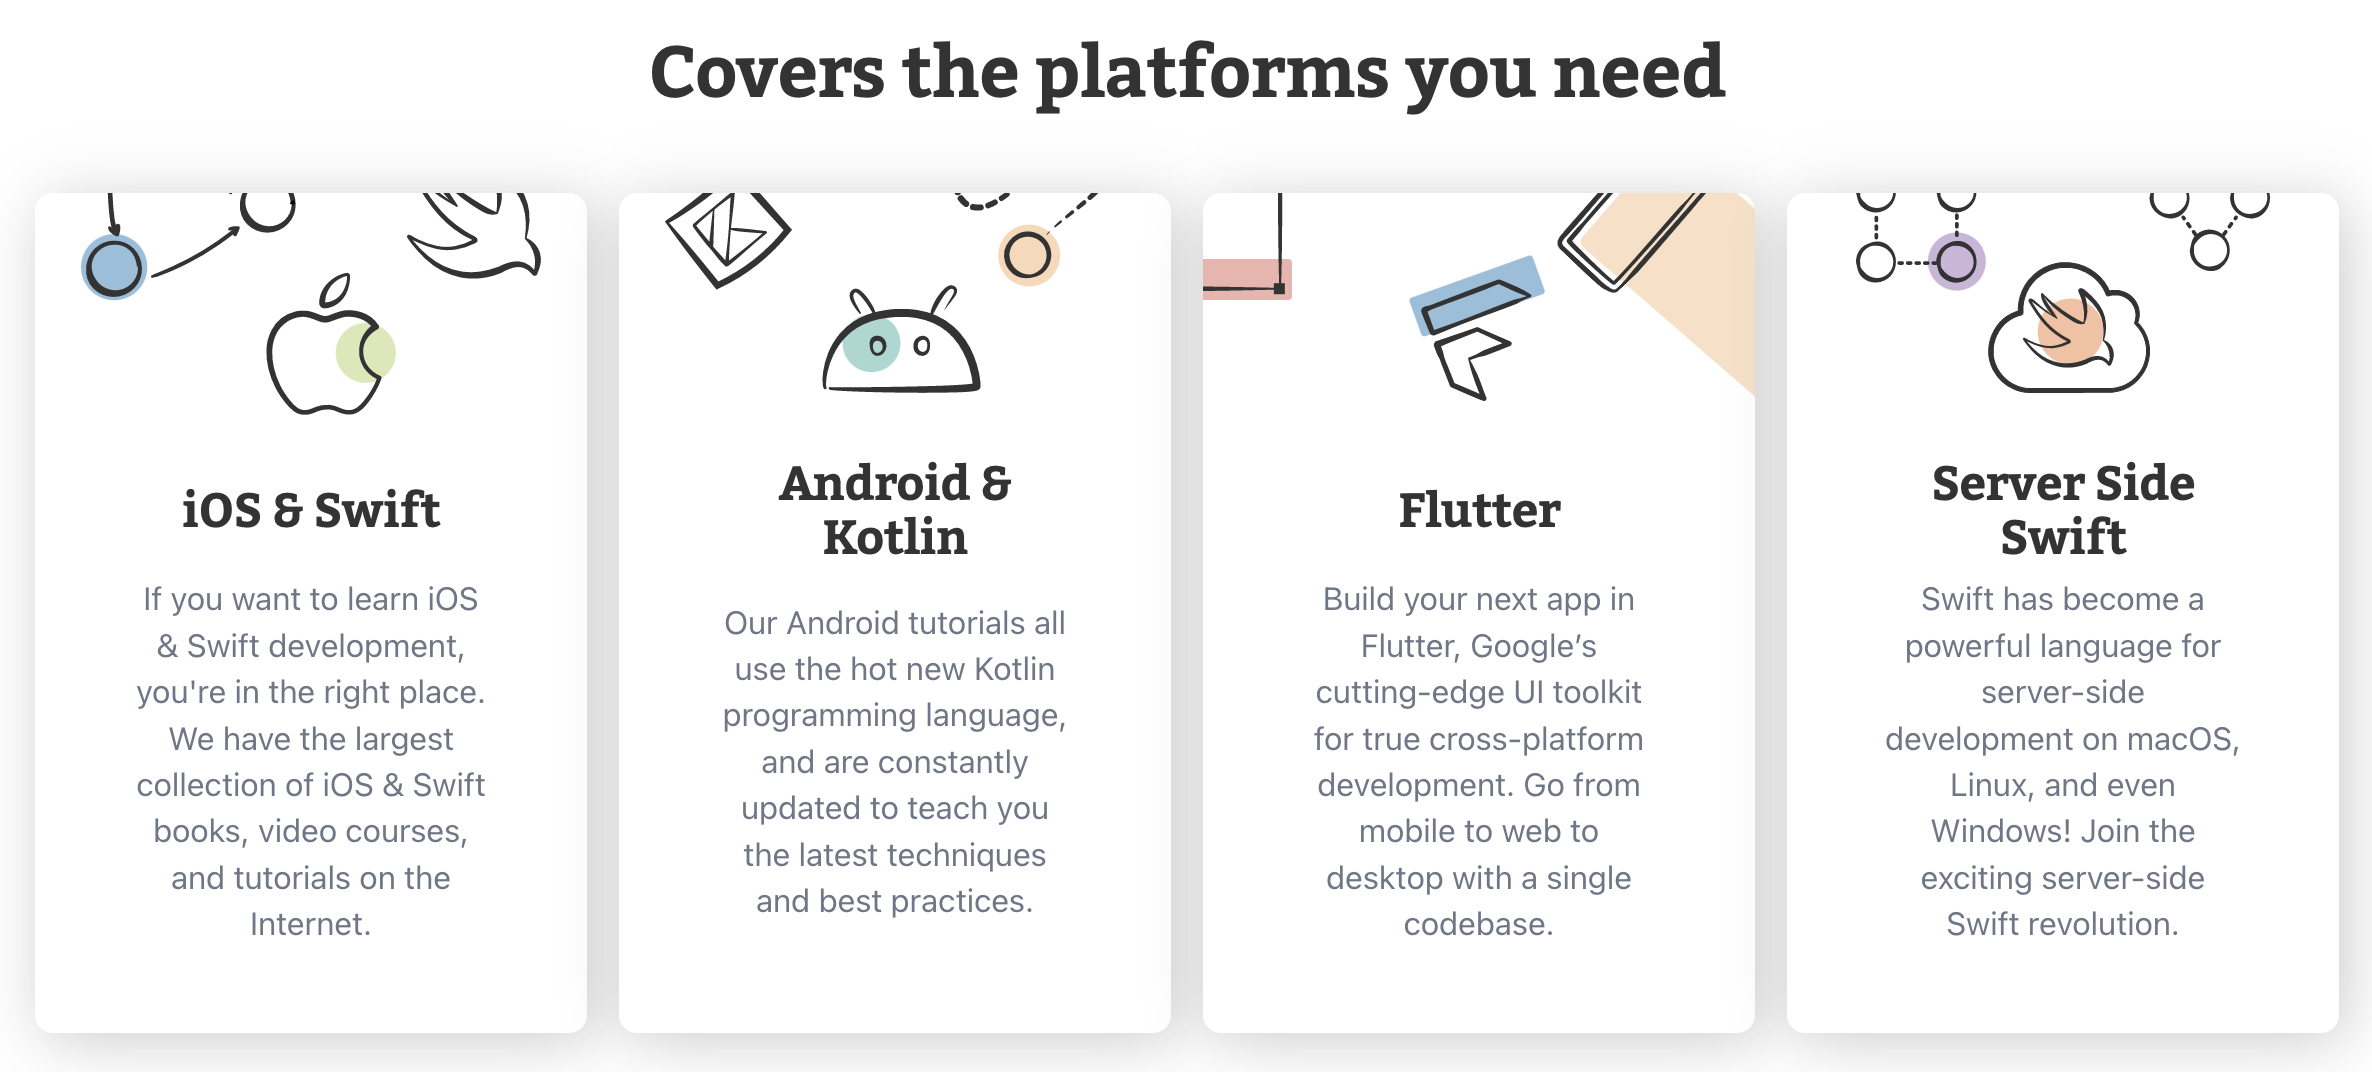 Covers the platforms you need
iOS & Swift
If you want to learn iOS
& Swift development,
you're in the right place.
We have the largest
collection of iOS & Swift
books, video courses,
and tutorials on the
Internet.
Android &
Kotlin
Our Android tutorials all
use the hot new Kotlin
programming language,
and are constantly
updated to teach you
the latest techniques
and best practices.
Flutter
Build your next app in
Flutter, Google’s
cutting-edge UI toolkit
for true cross-platform
development. Go from
mobile to web to
desktop with a single
codebase.
Server Side
Swift
Swift has become a
powerful language for
server-side
development on macOS,
Linux, and even
Windows! Join the
exciting server-side
Swift revolution.